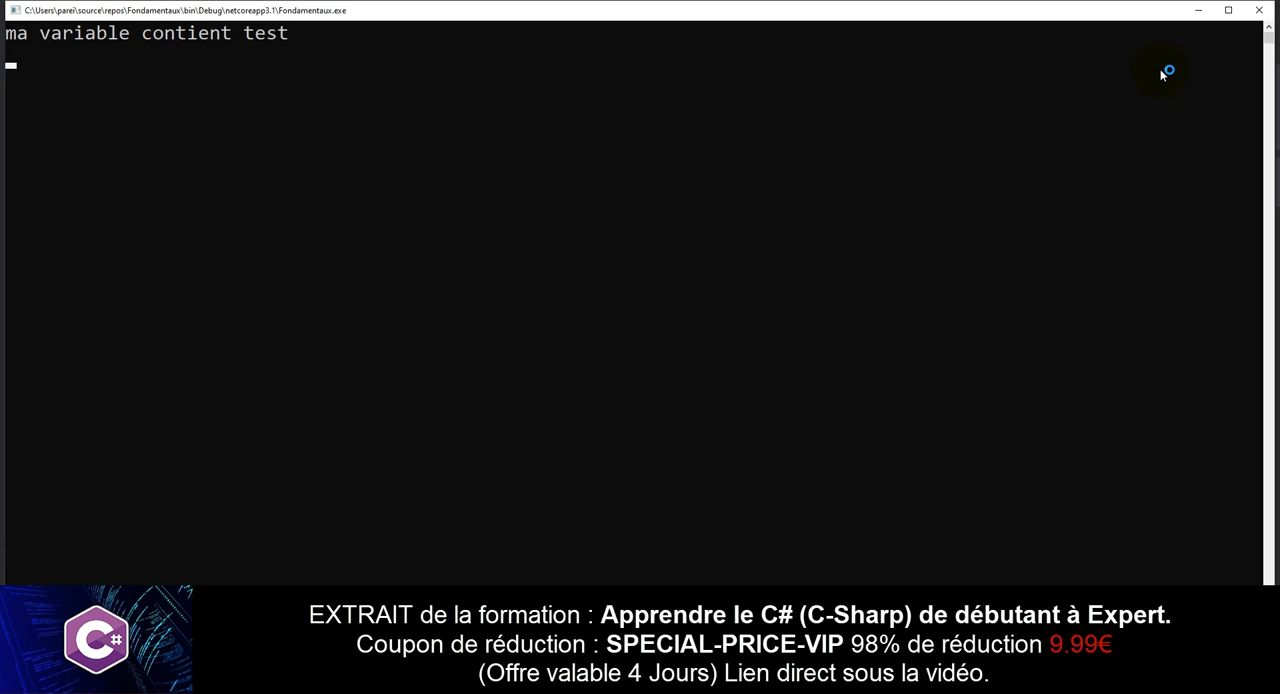 C:\Users\parei\source\repos\Fondamentaux\bin\Debug\netcoreapp3.1\Fondamentaux.exe
ma variable contient test
EXTRAIT de la formation : Apprendre le C# (C-Sharp) de débutant à Expert.
Coupon de réduction : SPECIAL-PRICE-VIP 98% de réduction 9.99€
(Offre valable 4 Jours) Lien direct sous la vidéo.
C#